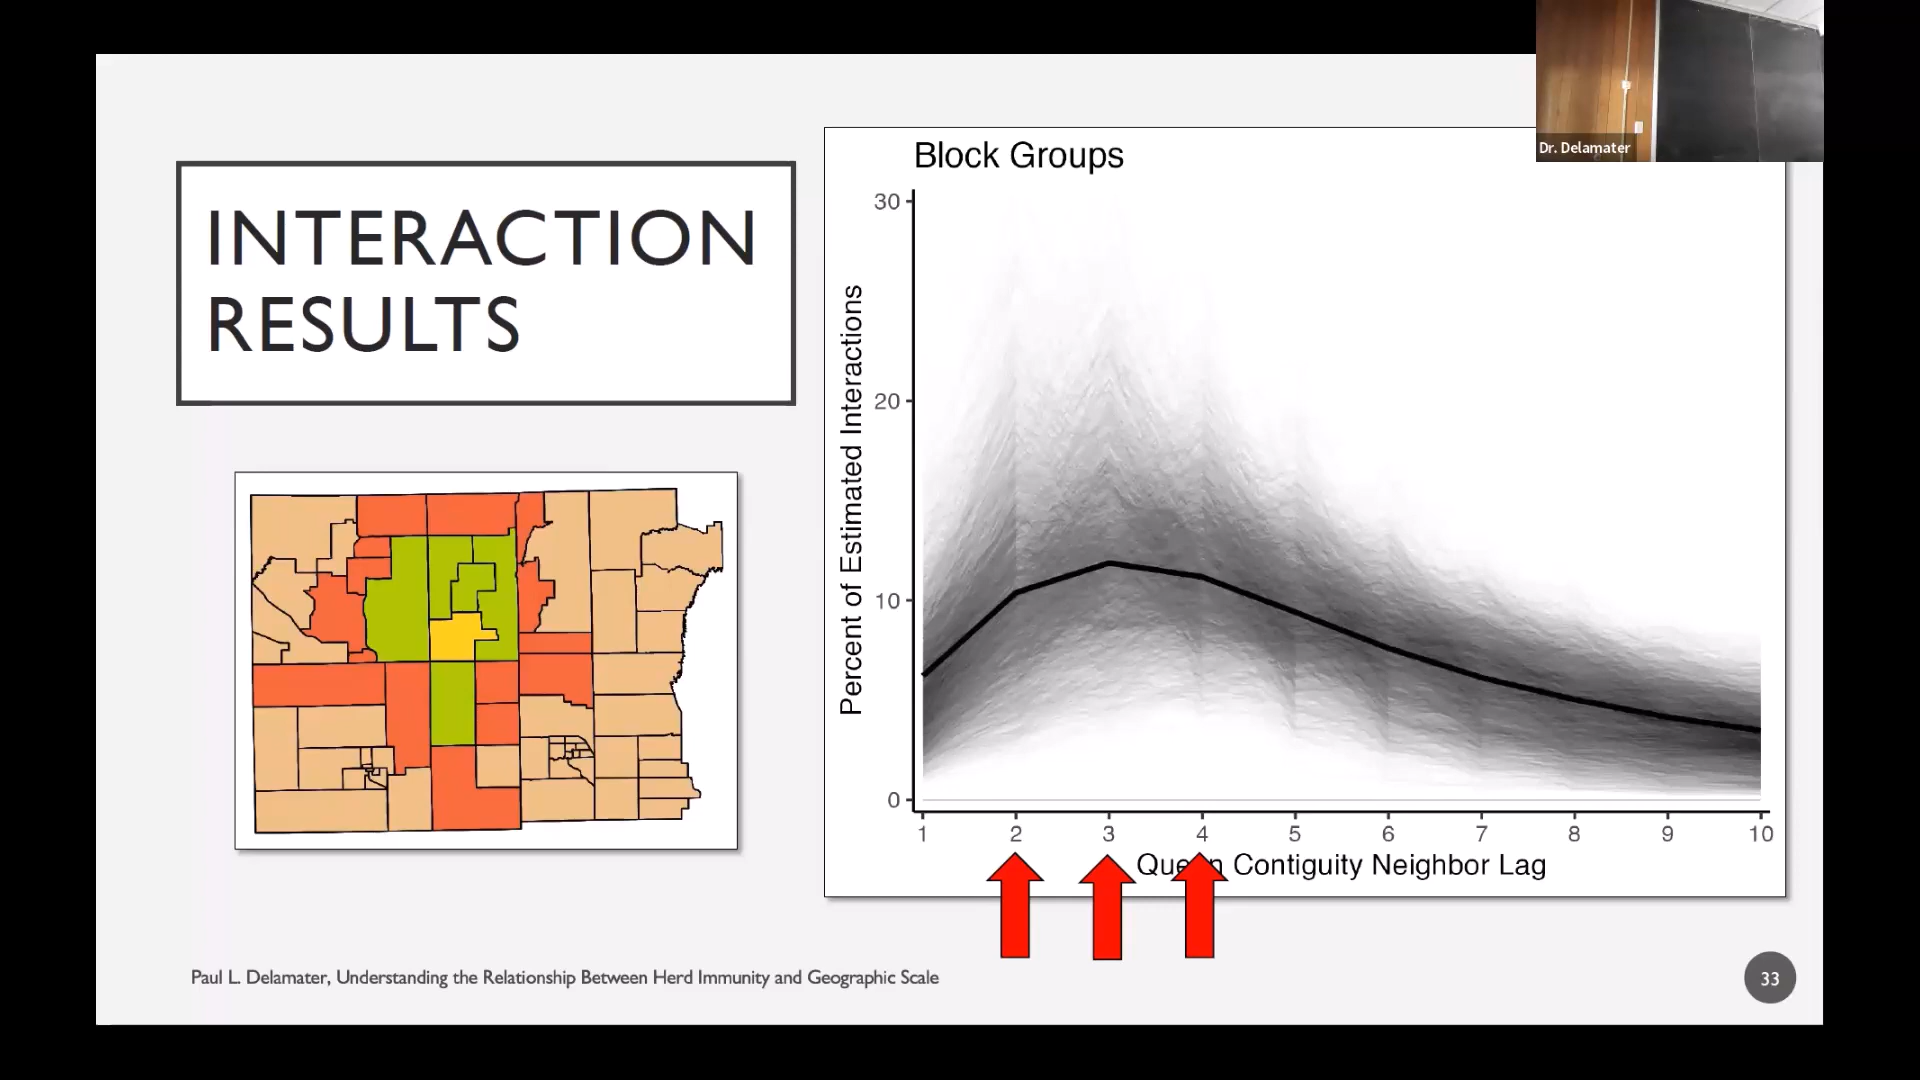 Dr. Delamater
INTERACTION
RESULTS
Block Groups
Percent of Estimated Interactions
30
20
10
0
1 2 3 4 5 6 7 8 9 10
Contiguity Neighbor Lag
Paul L. Delamater, Understanding the Relationship Between Herd Immunity and Geographic Scale
33